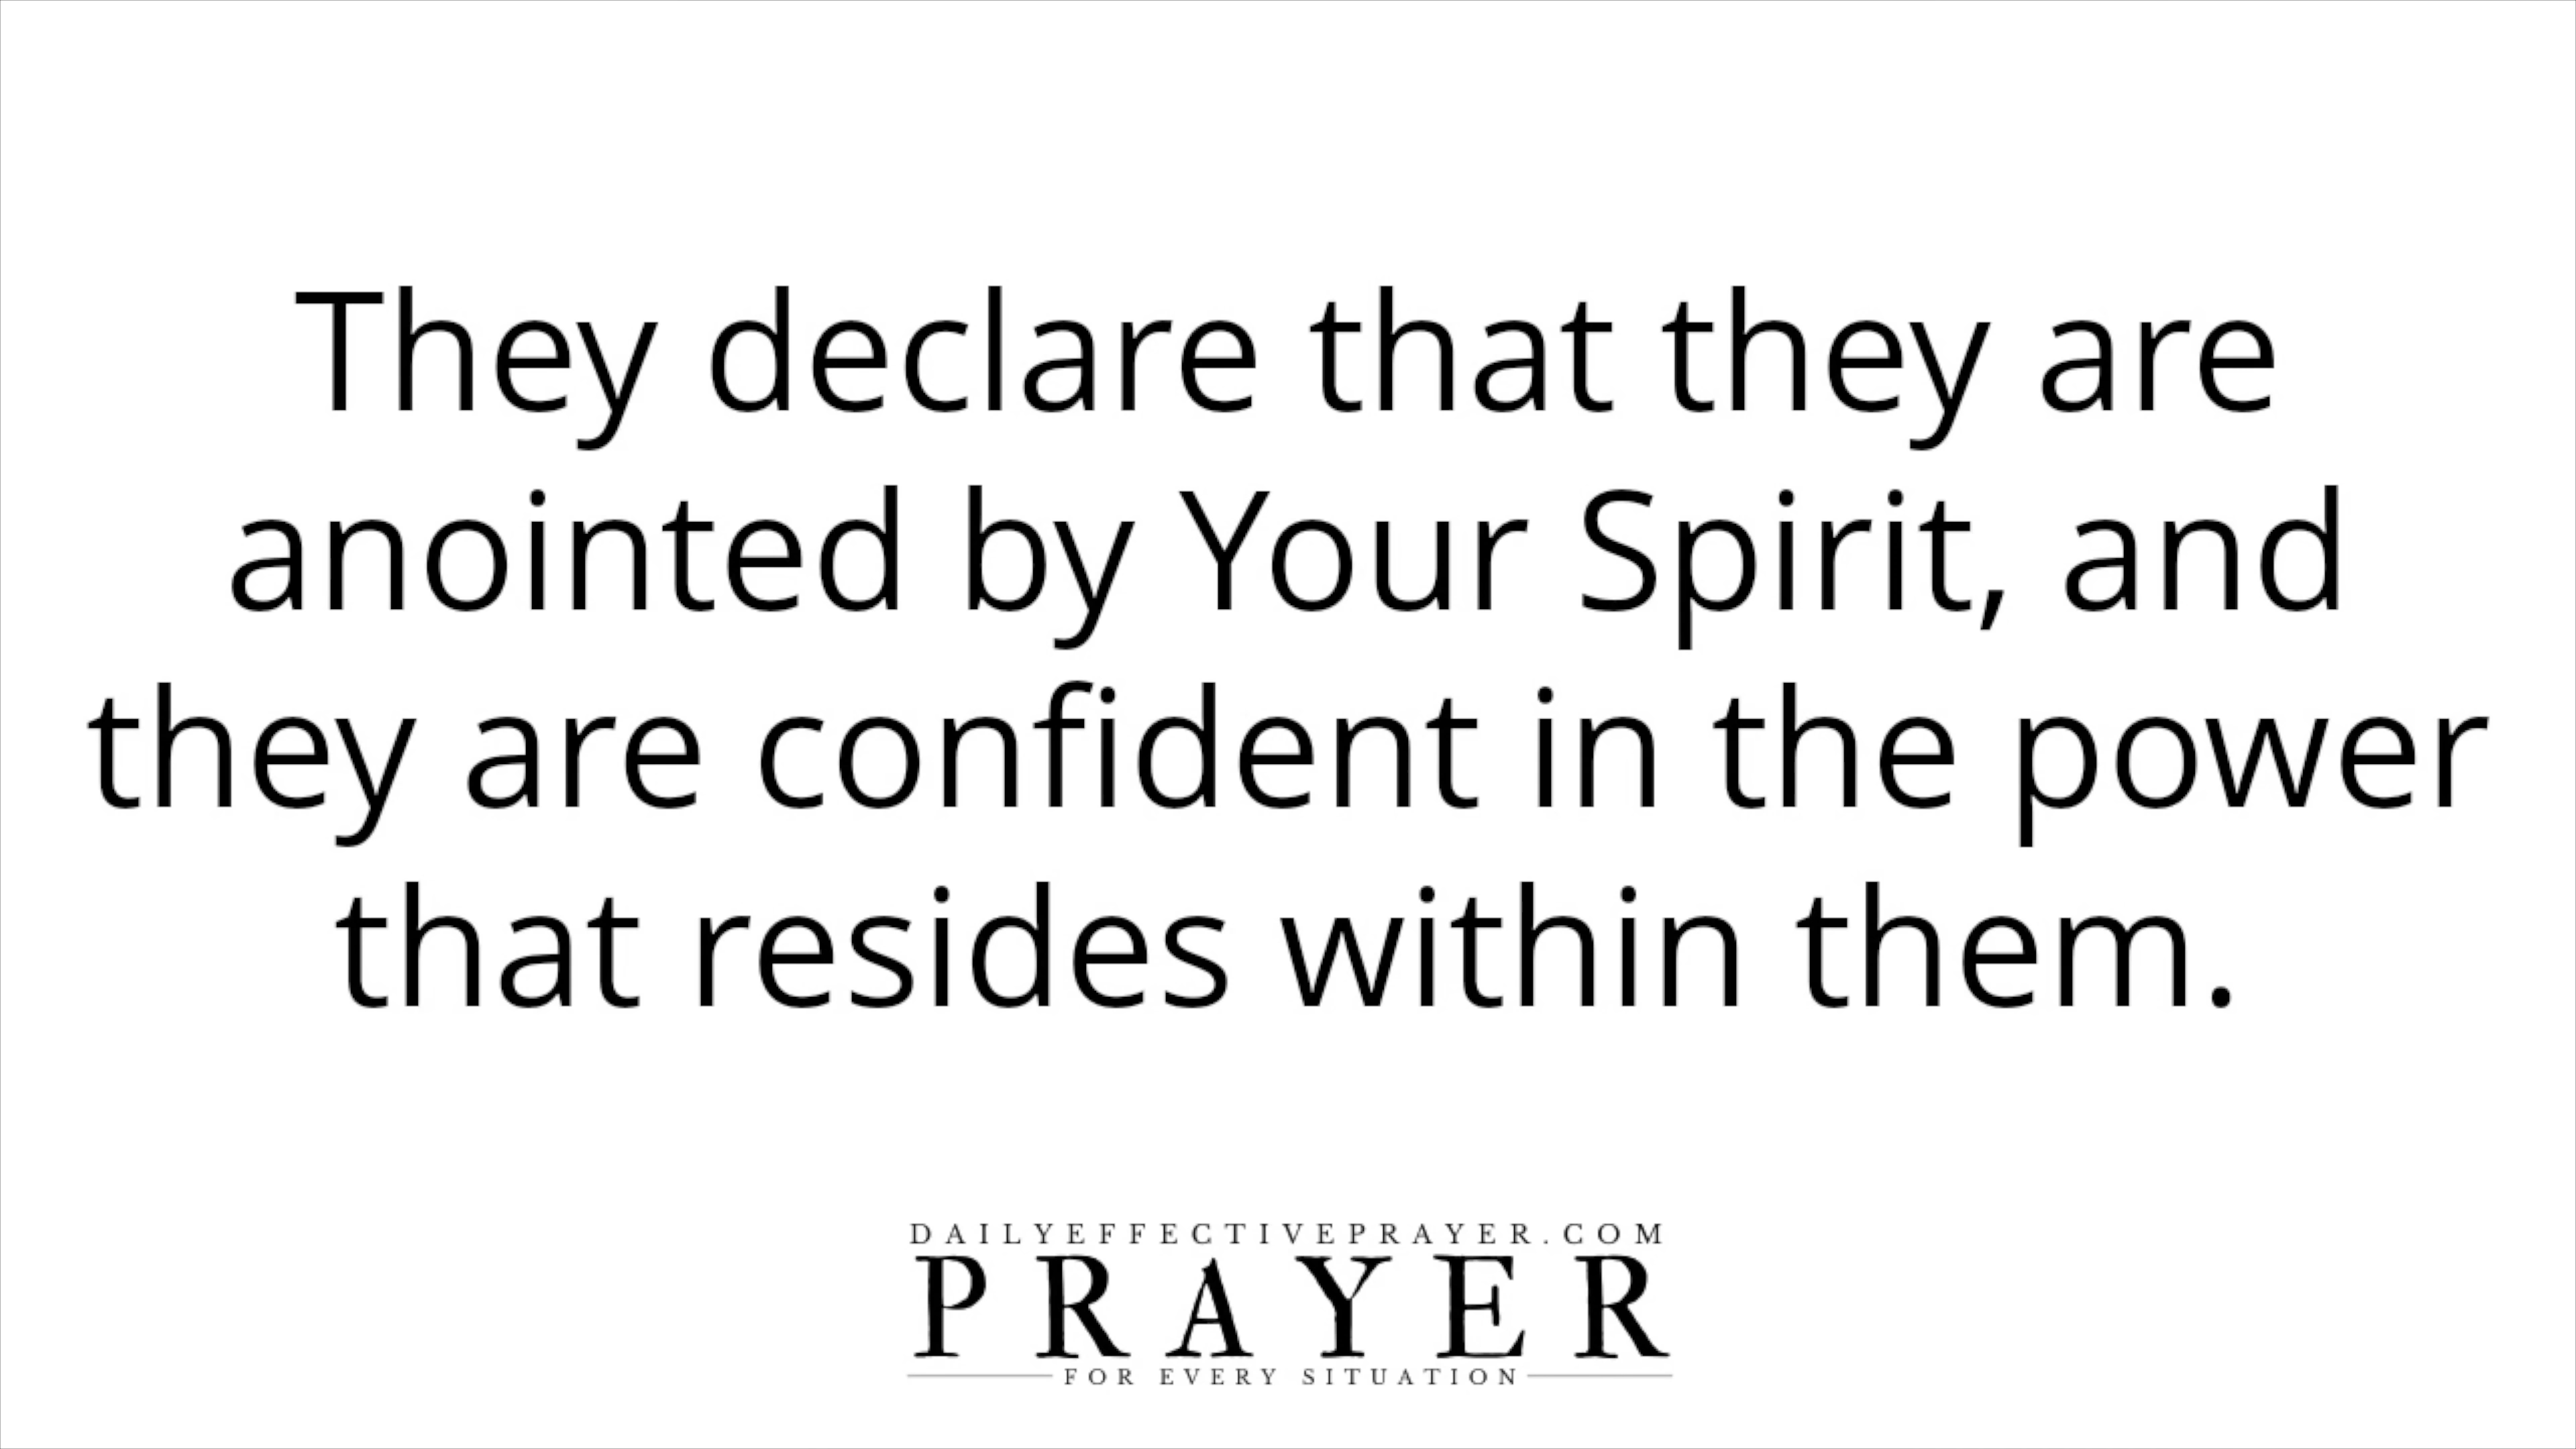 They declare that they are
anointed by Your Spirit, and
they are confident in the power
that resides within them.
DAILYEFFECTIVEPRAYER.COM
PRAYER
FOR EVERY SITUATION